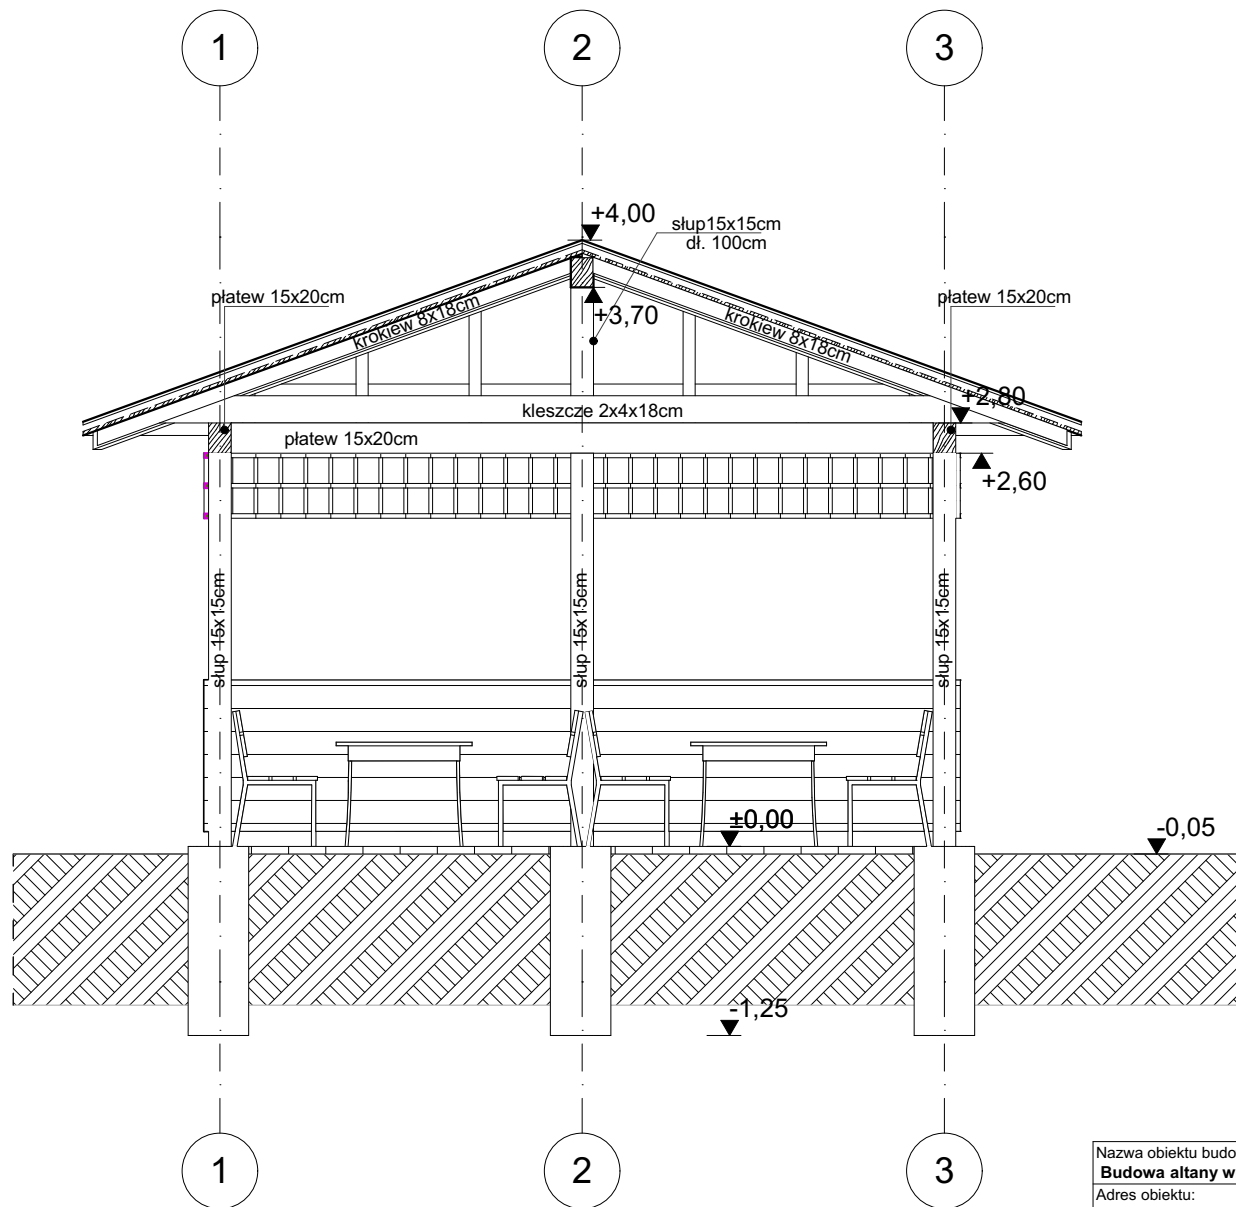 1
2
3
+4,00
słup15x15cm
dł. 100cm
płatew 15x20cm
płatew 15x20cm
+3,70
krokiew 8x18cm
krokiew 8x18cm
+2,80
kleszcze 2x4x18cm
płatew 15x20cm
+2,60
słup 15x15cm
słup 15x15cm
słup 15x15cm
±0,00
-0,05
-1,25
1
2
3
Nazwa obiektu budo
Budowa altany w
Adres obiektu: